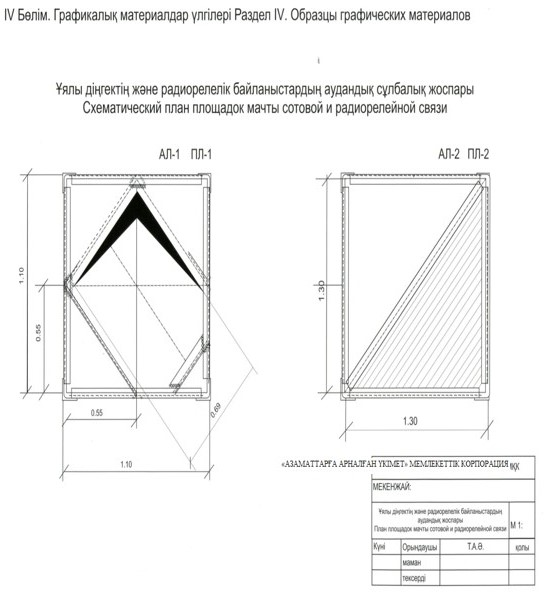 IV Бөлім. Графикалық материалдар үлгілері Раздел IV. Образцы графических материалов
Ұялы діңгектің және радиорелелік байланыстардың аудандық сұлбалық жоспары
Схематический план площадок мачты сотовой и радиорелейной связи
АЛ-1 ПЛ-1
АЛ-2 ПЛ-2
1.10
0.55
0.55
0.69
1.10
1.30
1.30
«АЗАМАТТАРҒА АРНАЛҒАН ҮКІМЕТ» МЕМЛЕКЕТТІК КОРПОРАЦИЯ
МЕКЕНЖАЙ:
Ұялы діңгектің және радиорелелік байланыстардың
аудандық жоспары
План площадок мачты сотовой и радиорелейной связи
М 1:
Күні Орындаушы Т.А.Ә. қолы
маман
тексерді